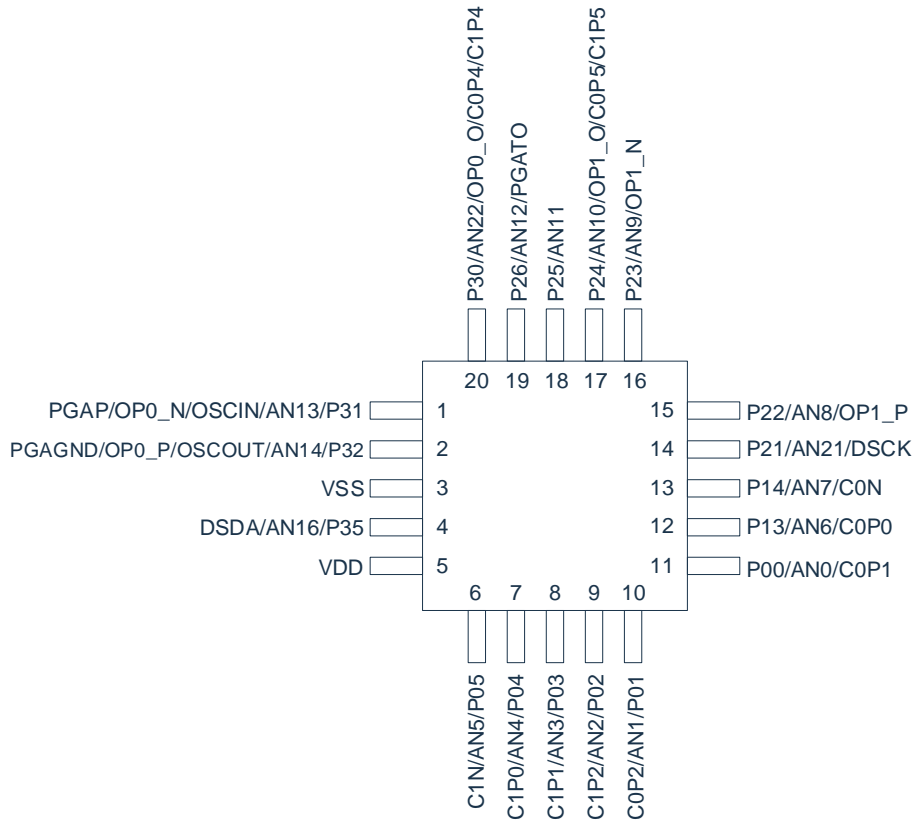 P30/AN22/OP0_O/C0P4/C1P4
P26/AN12/PGATO
P25/AN11
P24/AN10/OP1_O/C0P5/C1P5
P23/AN9/OP1_N
20
19
18
17
16
PGAP/OP0_N/OSCIN/AN13/P31
1
15
P22/AN8/OP1_P
PGAGND/OP0_P/OSCOUT/AN14/P32
2
14
P21/AN21/DSCK
VSS
3
13
P14/AN7/C0N
DSDA/AN16/P35
4
12
P13/AN6/C0P0
VDD
5
11
P00/AN0/C0P1
6
7
8
9
10
C1N/AN5/P05
C1P0/AN4/P04
C1P1/AN3/P03
C1P2/AN2/P02
C0P2/AN1/P01